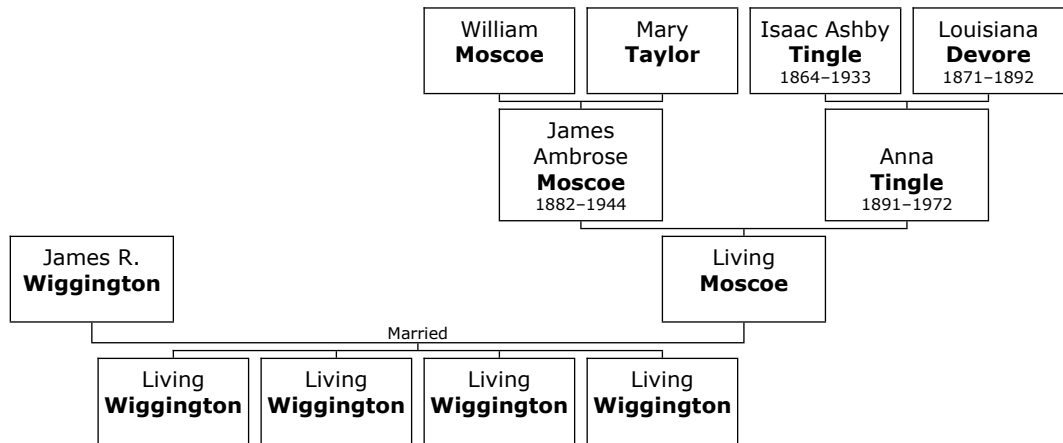 William
Moscoe
Mary
Taylor
Isaac Ashby
Tingle
1864–1933
Louisiana
Devore
1871–1892
James
Ambrose
Moscoe
1882–1944
Anna
Tingle
1891–1972
James R.
Wiggington
Living
Moscoe
Married
Living
Wiggington
Living
Wiggington
Living
Wiggington
Living
Wiggington